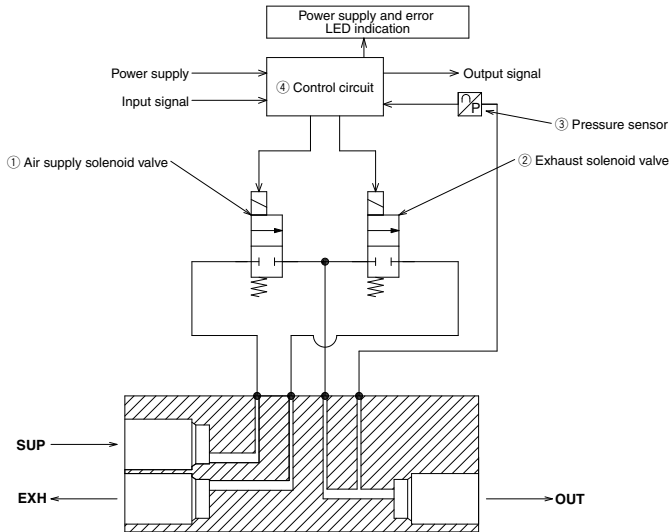 Power supply and error
LED indication
Power supply
④ Control circuit
Output signal
Input signal
P
③ Pressure sensor
① Air supply solenoid valve
② Exhaust solenoid valve
SUP
EXH
OUT